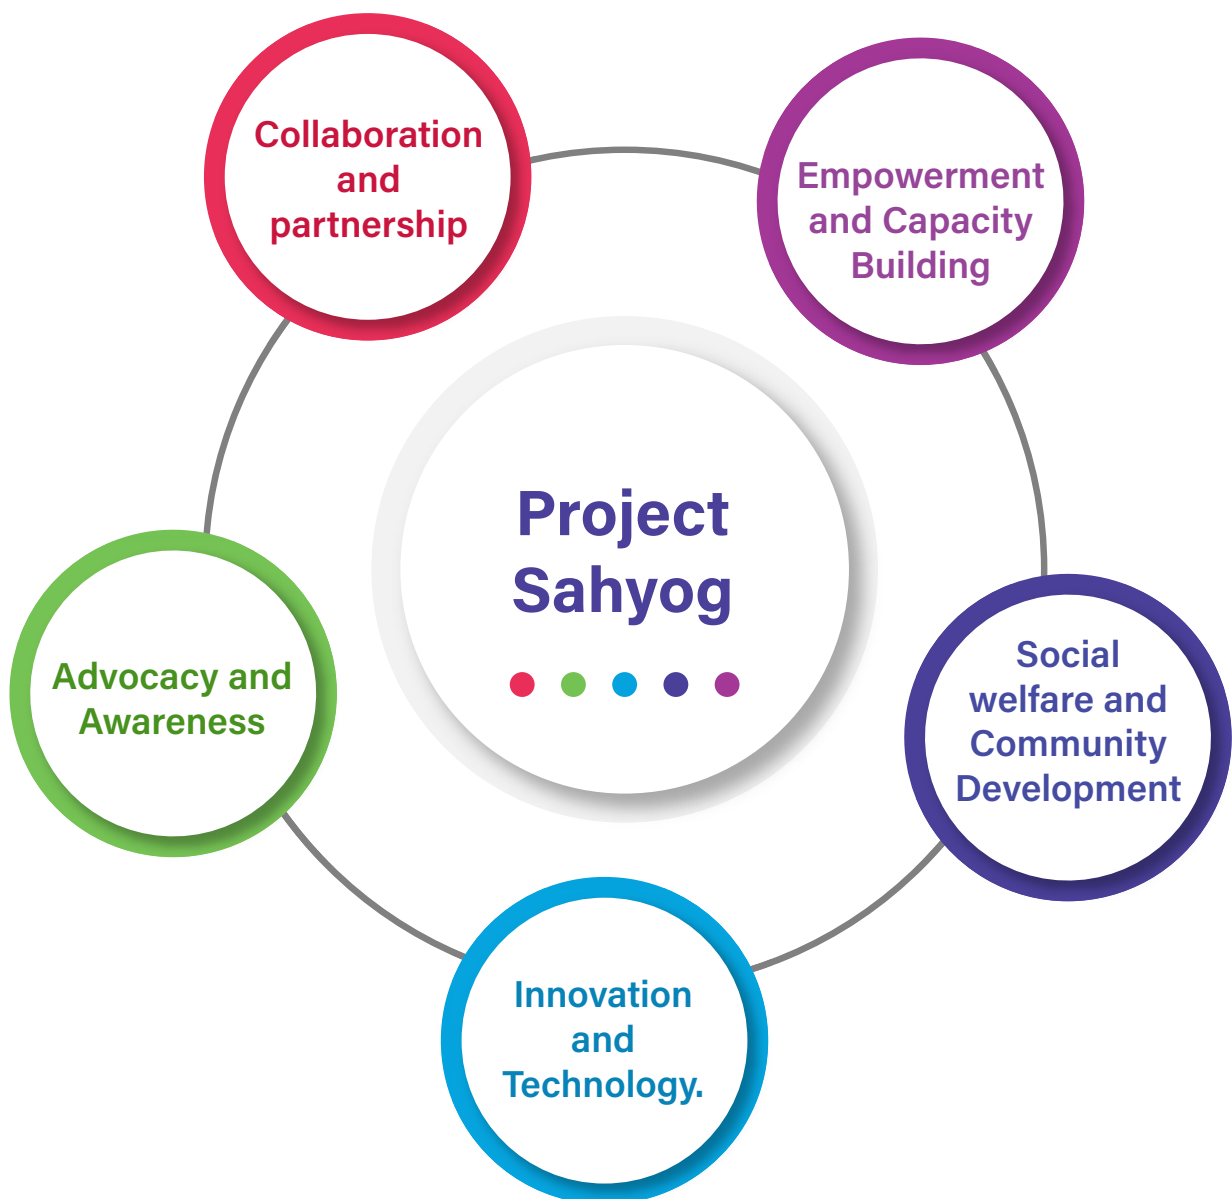 Collaboration
and
partnership
Empowerment
and Capacity
Building
Project
Sahyog
Advocacy and
Awareness
Social
welfare and
Community
Development
Innovation
and
Technology.